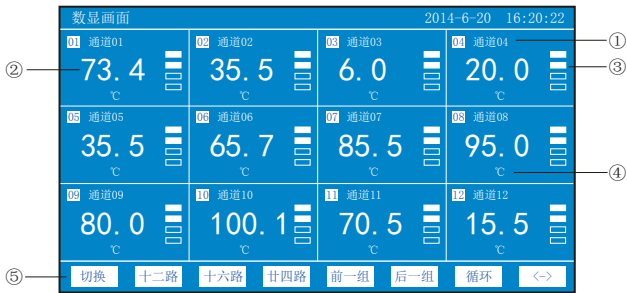 数显画面 2014-6-20 16:20:22
01 通道01 02 通道02 03 通道03 04 通道04 ①
② 73.4 35.5 6.0 20.0 ③
℃ ℃ ℃ ℃
05 通道05 06 通道06 07 通道07 08 通道08
35.5 65.7 85.5 95.0
℃ ℃ ℃ ℃ ④
09 通道09 10 通道10 11 通道11 12 通道12
80.0 100.1 70.5 15.5
℃ ℃ ℃ ℃
⑤ 切换 十二路 十六路 廿四路 前一组 后一组 循环 <->